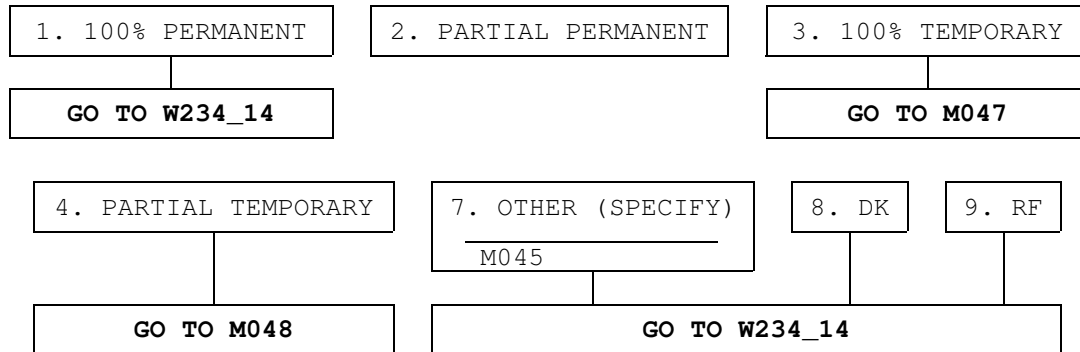 1. 100% PERMANENT
2. PARTIAL PERMANENT
3. 100% TEMPORARY
GO TO W234_14
GO TO M047
4. PARTIAL TEMPORARY
7. OTHER (SPECIFY)
8. DK
9. RF
M045
GO TO M048
GO TO W234_14